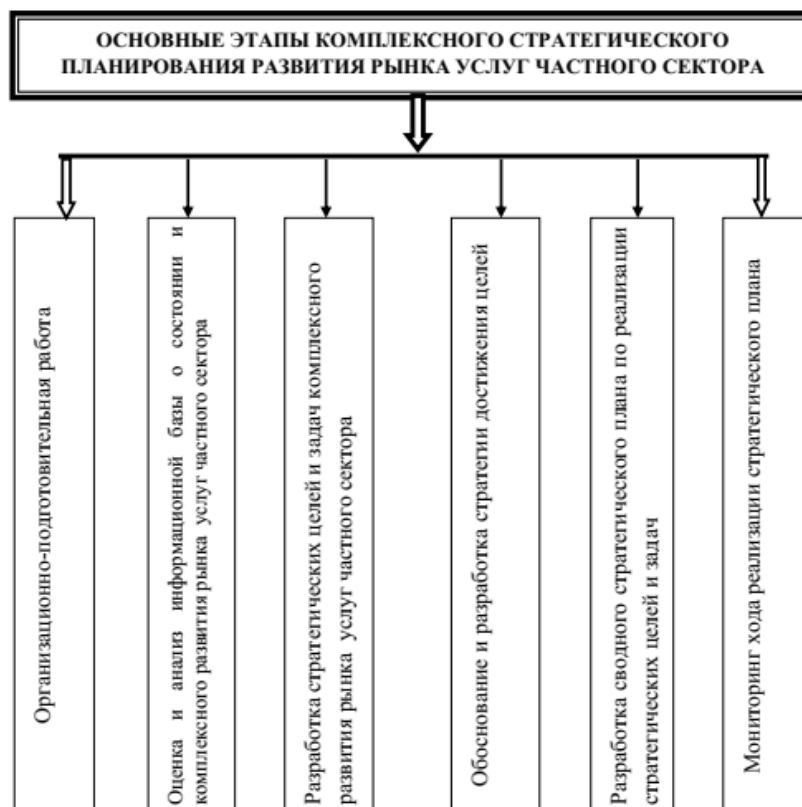 ОСНОВНЫЕ ЭТАПЫ КОМПЛЕКСНОГО СТРАТЕГИЧЕСКОГО
ПЛАНИРОВАНИЯ РАЗВИТИЯ РЫНКА УСЛУГ ЧАСТНОГО СЕКТОРА
Организационно-подготовительная работа
Оценка и анализ информационной базы о состоянии и
комплексного развития рынка услуг частного сектора
Разработка стратегических целей и задач комплексного
развития рынка услуг частного сектора
Обоснование и разработка стратегии достижения целей
Разработка сводного стратегического плана по реализации
стратегических целей и задач
Мониторинг хода реализации стратегического плана